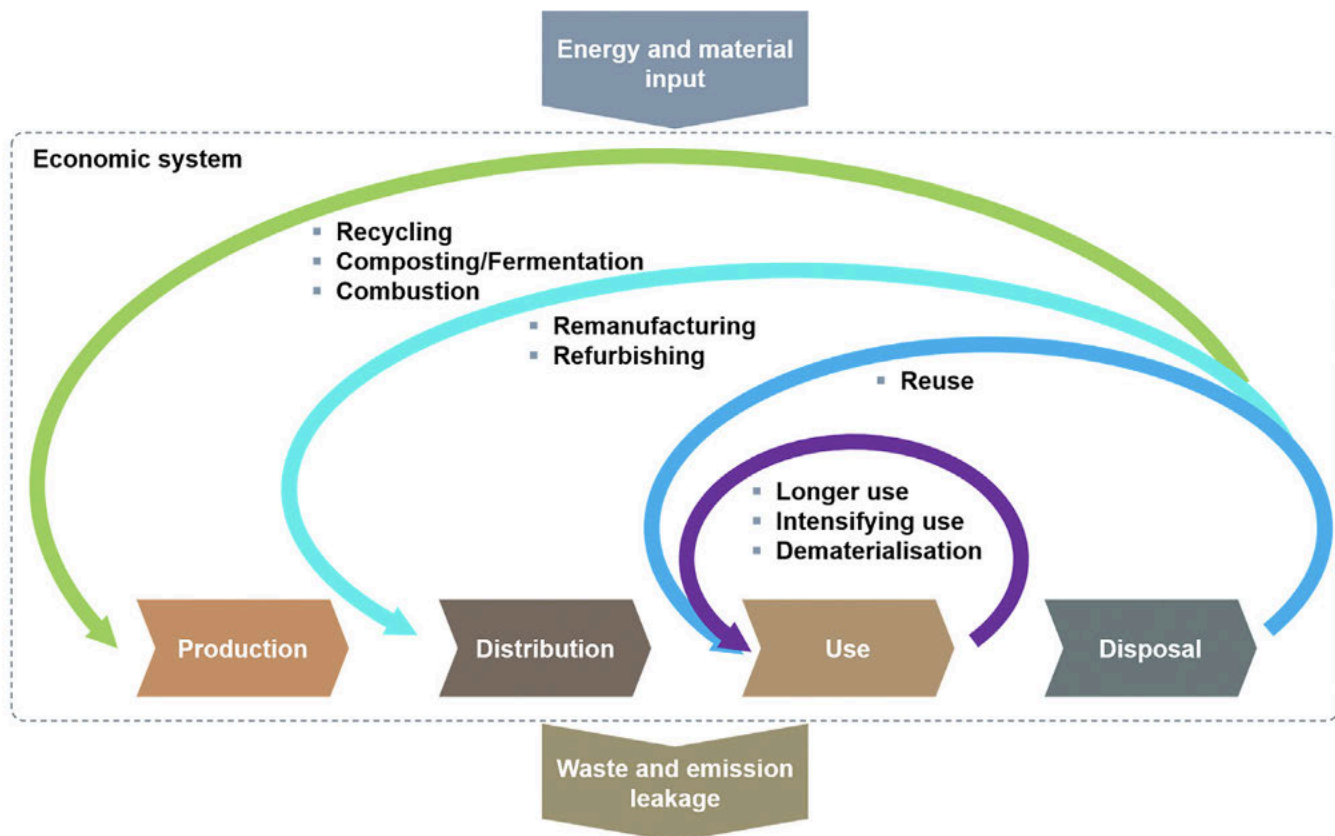 Energy and material
input
Economic system
Recycling
Composting/Fermentation
Combustion
Remanufacturing
Refurbishing
Reuse
Longer use
Intensifying use
Dematerialisation
Production
Distribution
Use
Disposal
Waste and emission
leakage